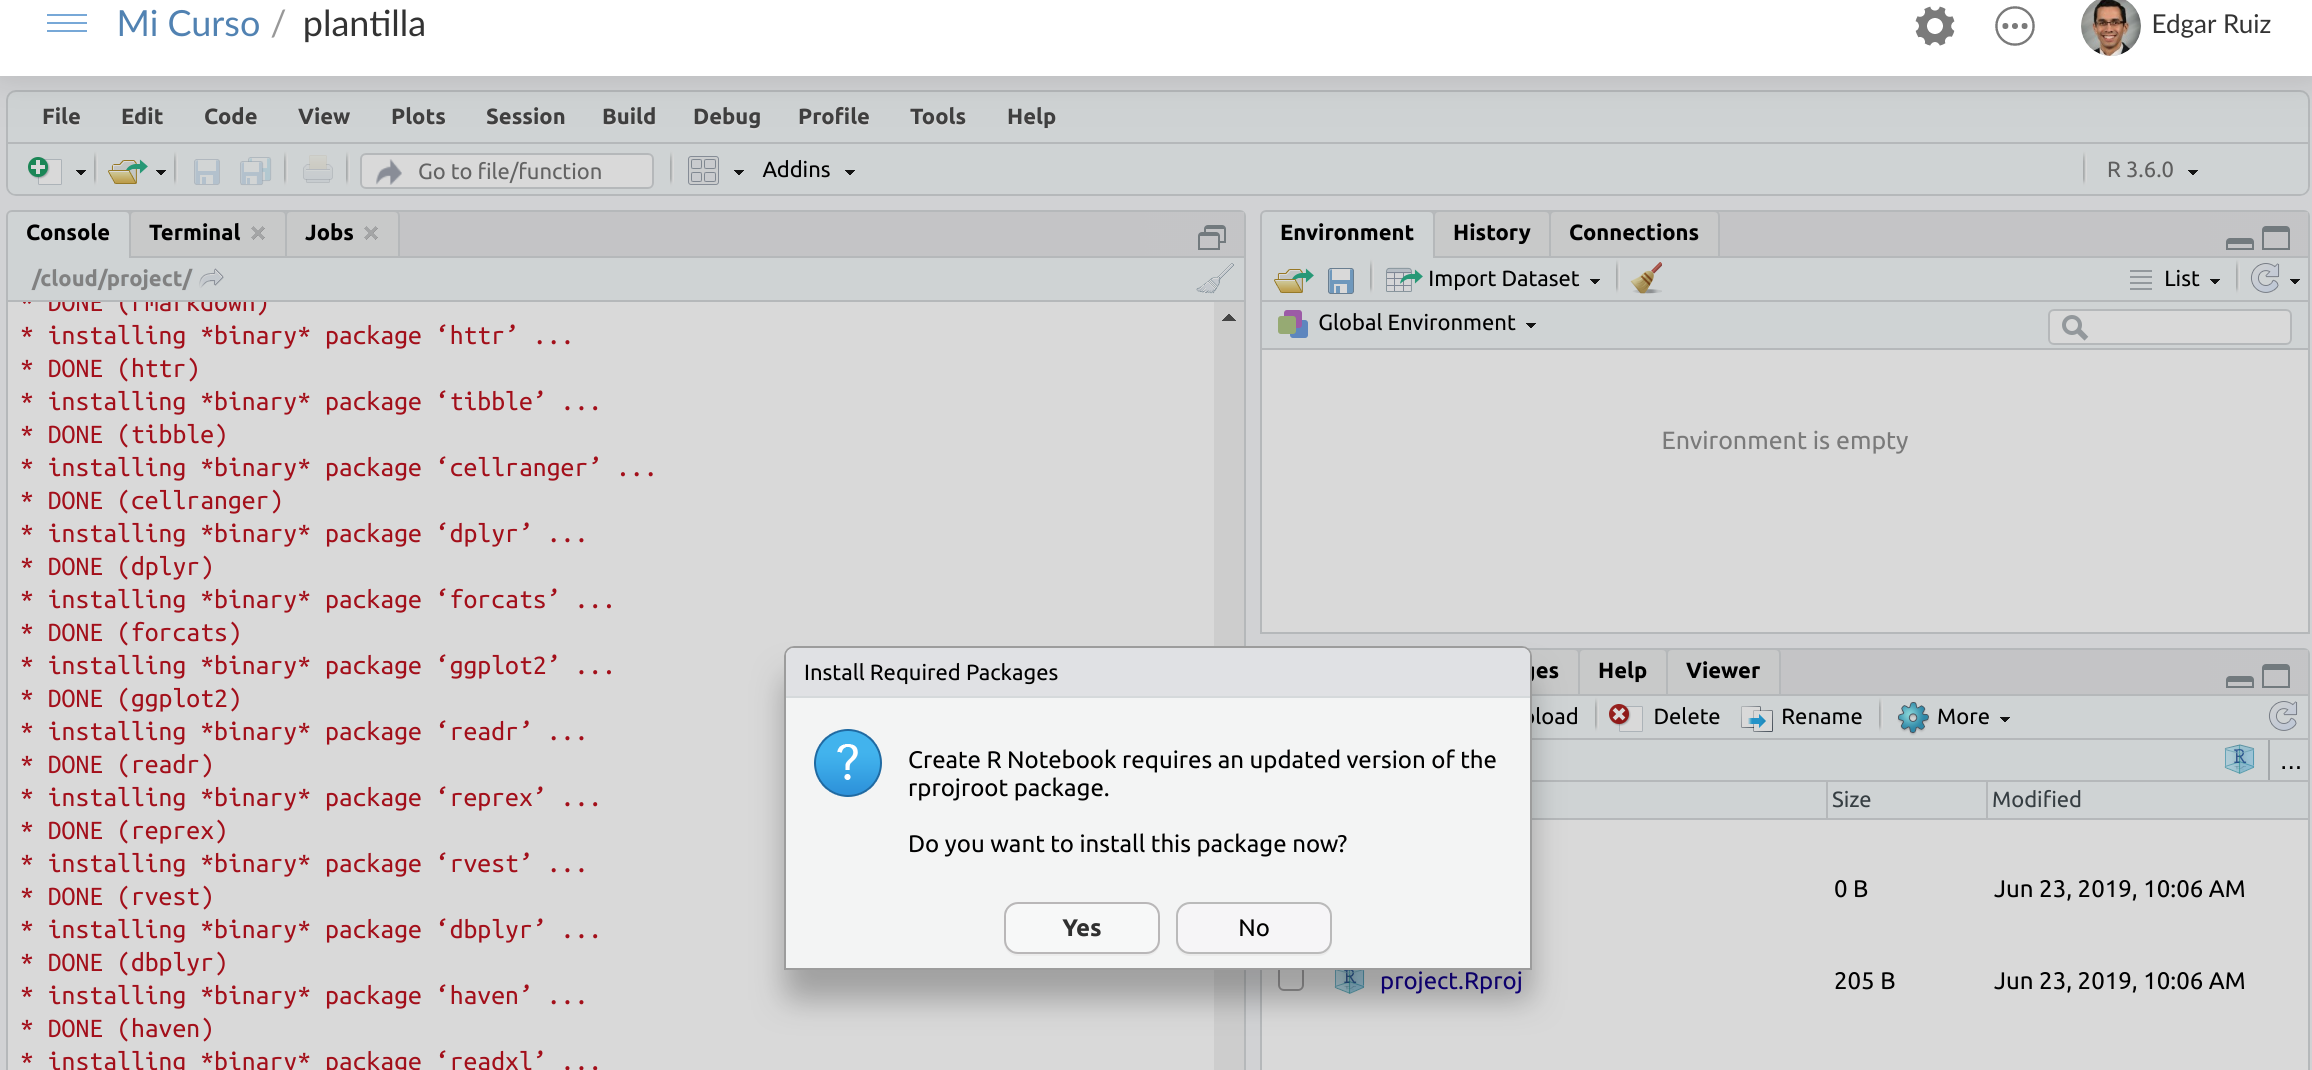 Mi Curso / plantilla
Edgar Ruiz
File Edit Code View Plots Session Build Debug Profile Tools Help
Go to file/function
Addins
R 3.6.0
Console Terminal Jobs
/cloud/project/
* DONE (rmarkdown)
* installing *binary* package ‘httr’ ...
* DONE (httr)
* installing *binary* package ‘tibble’ ...
* DONE (tibble)
* installing *binary* package ‘cellranger’ ...
* DONE (cellranger)
* installing *binary* package ‘dplyr’ ...
* DONE (dplyr)
* installing *binary* package ‘forcats’ ...
* DONE (forcats)
* installing *binary* package ‘ggplot2’ ...
* DONE (ggplot2)
* installing *binary* package ‘readr’ ...
* DONE (readr)
* installing *binary* package ‘reprex’ ...
* DONE (reprex)
* installing *binary* package ‘rvest’ ...
* DONE (rvest)
* installing *binary* package ‘dbplyr’ ...
* DONE (dbplyr)
* installing *binary* package ‘haven’ ...
* DONE (haven)
* installing *binary* package ‘readxl’ ...
Environment History Connections
Import Dataset
List
Global Environment
Environment is empty
Install Required Packages
Create R Notebook requires an updated version of the
rprojroot package.
Do you want to install this package now?
Yes No
ges Help Viewer
load Delete Rename More
...
Size Modified
0 B Jun 23, 2019, 10:06 AM
project.Rproj 205 B Jun 23, 2019, 10:06 AM